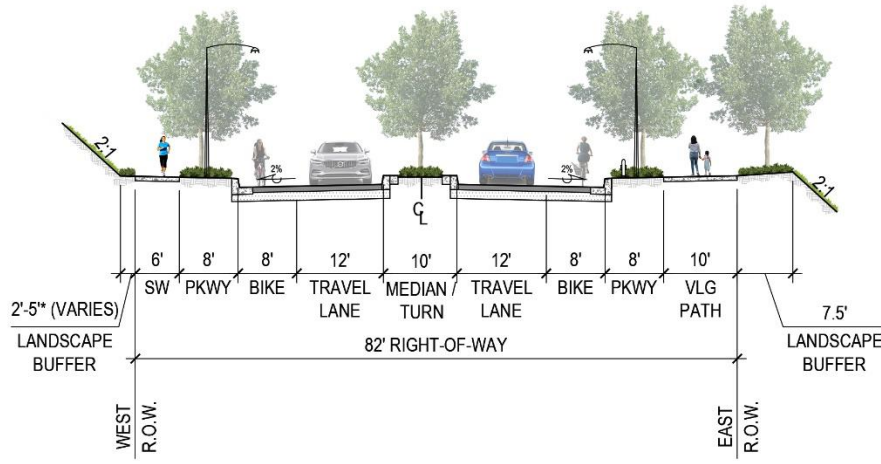 2:1
2%
2%
2:1
CL
6'
8'
8'
12'
10'
12'
8'
8'
10'
SW
PKWY
BIKE
TRAVEL
LANE
MEDIAN /
TURN
TRAVEL
LANE
BIKE
PKWY
VLG
PATH
2'-5'* (VARIES)
LANDSCAPE
BUFFER
7.5'
LANDSCAPE
BUFFER
82' RIGHT-OF-WAY
WEST
R.O.W.
EAST
R.O.W.